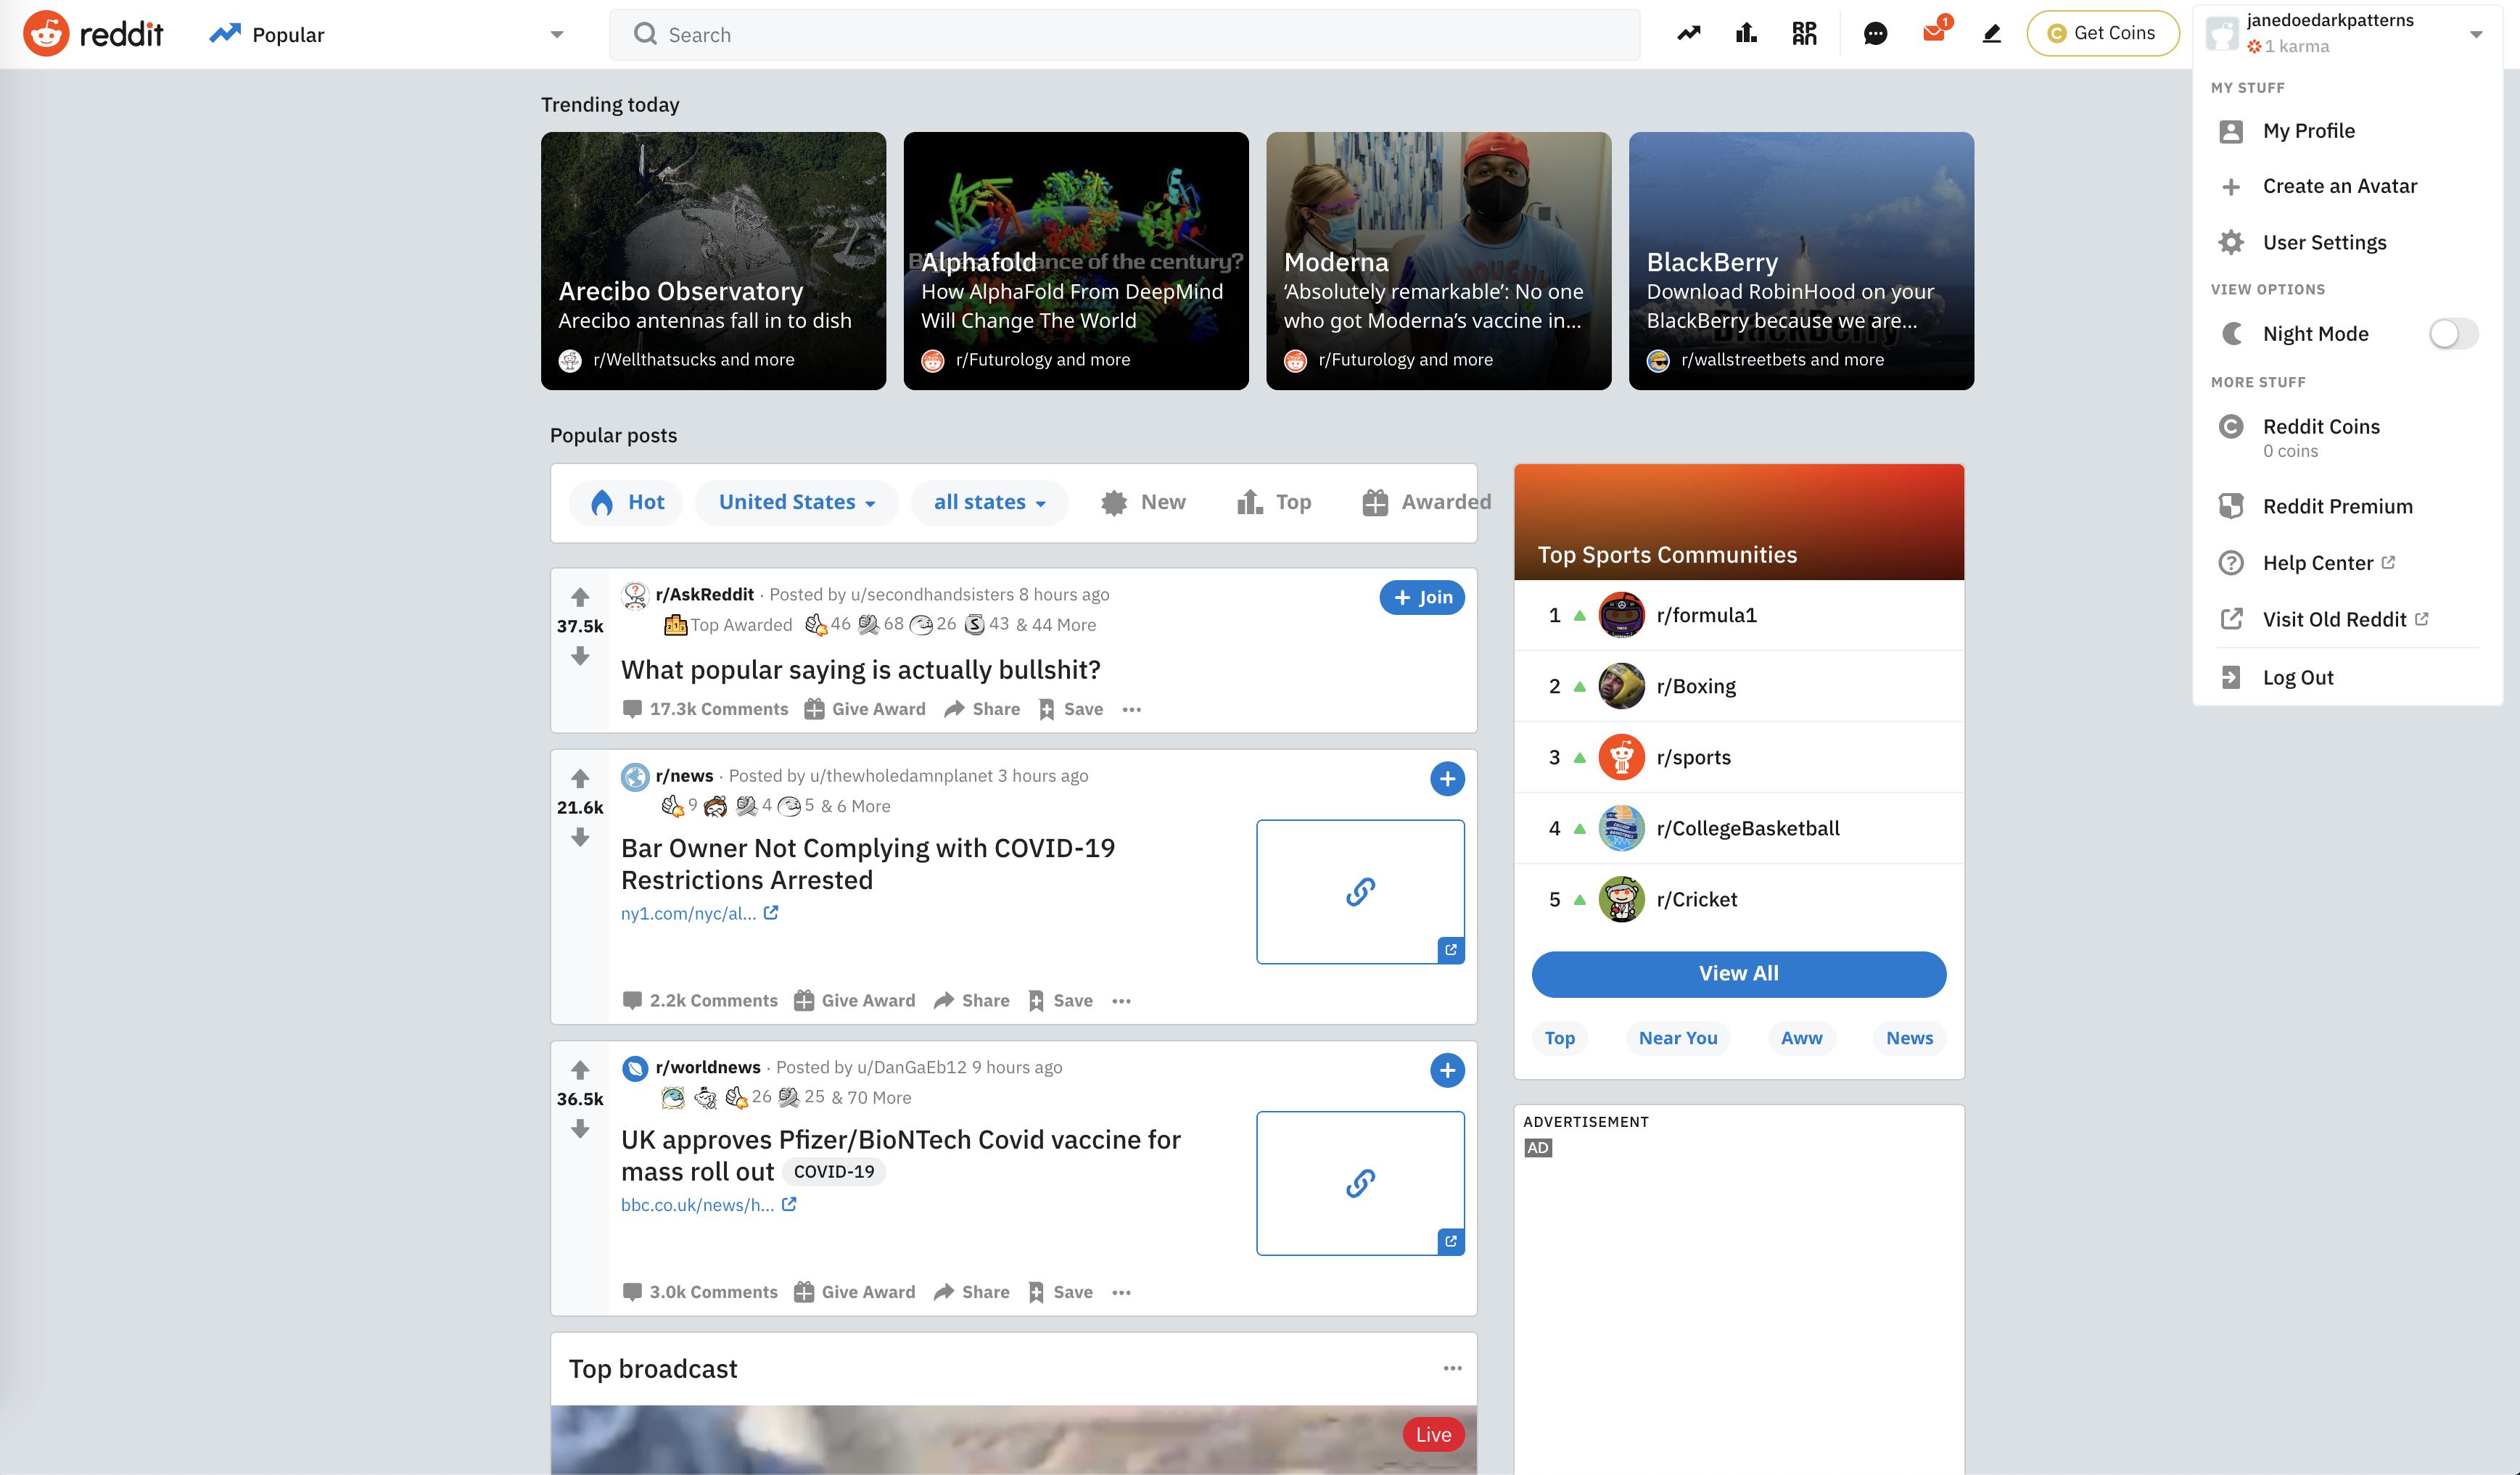 reddit
Popular
Search
1
Get Coins
janedoedarkpatterns
1 karma
MY STUFF
My Profile
Create an Avatar
User Settings
VIEW OPTIONS
Night Mode
MORE STUFF
Reddit Coins
0 coins
Reddit Premium
Help Center
Visit Old Reddit
Log Out
Trending today
Arecibo Observatory
Arecibo antennas fall in to dish
r/Wellthatsucks and more
Alphafold
How AlphaFold From DeepMind
Will Change The World
r/Futurology and more
Moderna
‘Absolutely remarkable’: No one
who got Moderna’s vaccine in...
r/Futurology and more
BlackBerry
Download RobinHood on your
BlackBerry because we are...
BlackBerry
r/wallstreetbets and more
Popular posts
Hot
United States
all states
New
Top
Awarded
37.5k
r/AskReddit · Posted by u/secondhandsisters 8 hours ago
Top Awarded 46 68 26 43 & 44 More
Join
What popular saying is actually bullshit?
17.3k Comments Give Award Share Save ...
21.6k
r/news · Posted by u/thewholedamnplanet 3 hours ago
9 4 5 & 6 More
Bar Owner Not Complying with COVID-19
Restrictions Arrested
ny1.com/nyc/al...
2.2k Comments Give Award Share Save ...
36.5k
r/worldnews · Posted by u/DanGaEb12 9 hours ago
26 25 & 70 More
UK approves Pfizer/BioNTech Covid vaccine for
mass roll out COVID-19
bbc.co.uk/news/h...
3.0k Comments Give Award Share Save ...
Top broadcast
Live
Top Sports Communities
1 r/formula1
2 r/Boxing
3 r/sports
4 r/CollegeBasketball
5 r/Cricket
View All
Top Near You Aww News
ADVERTISEMENT
AD